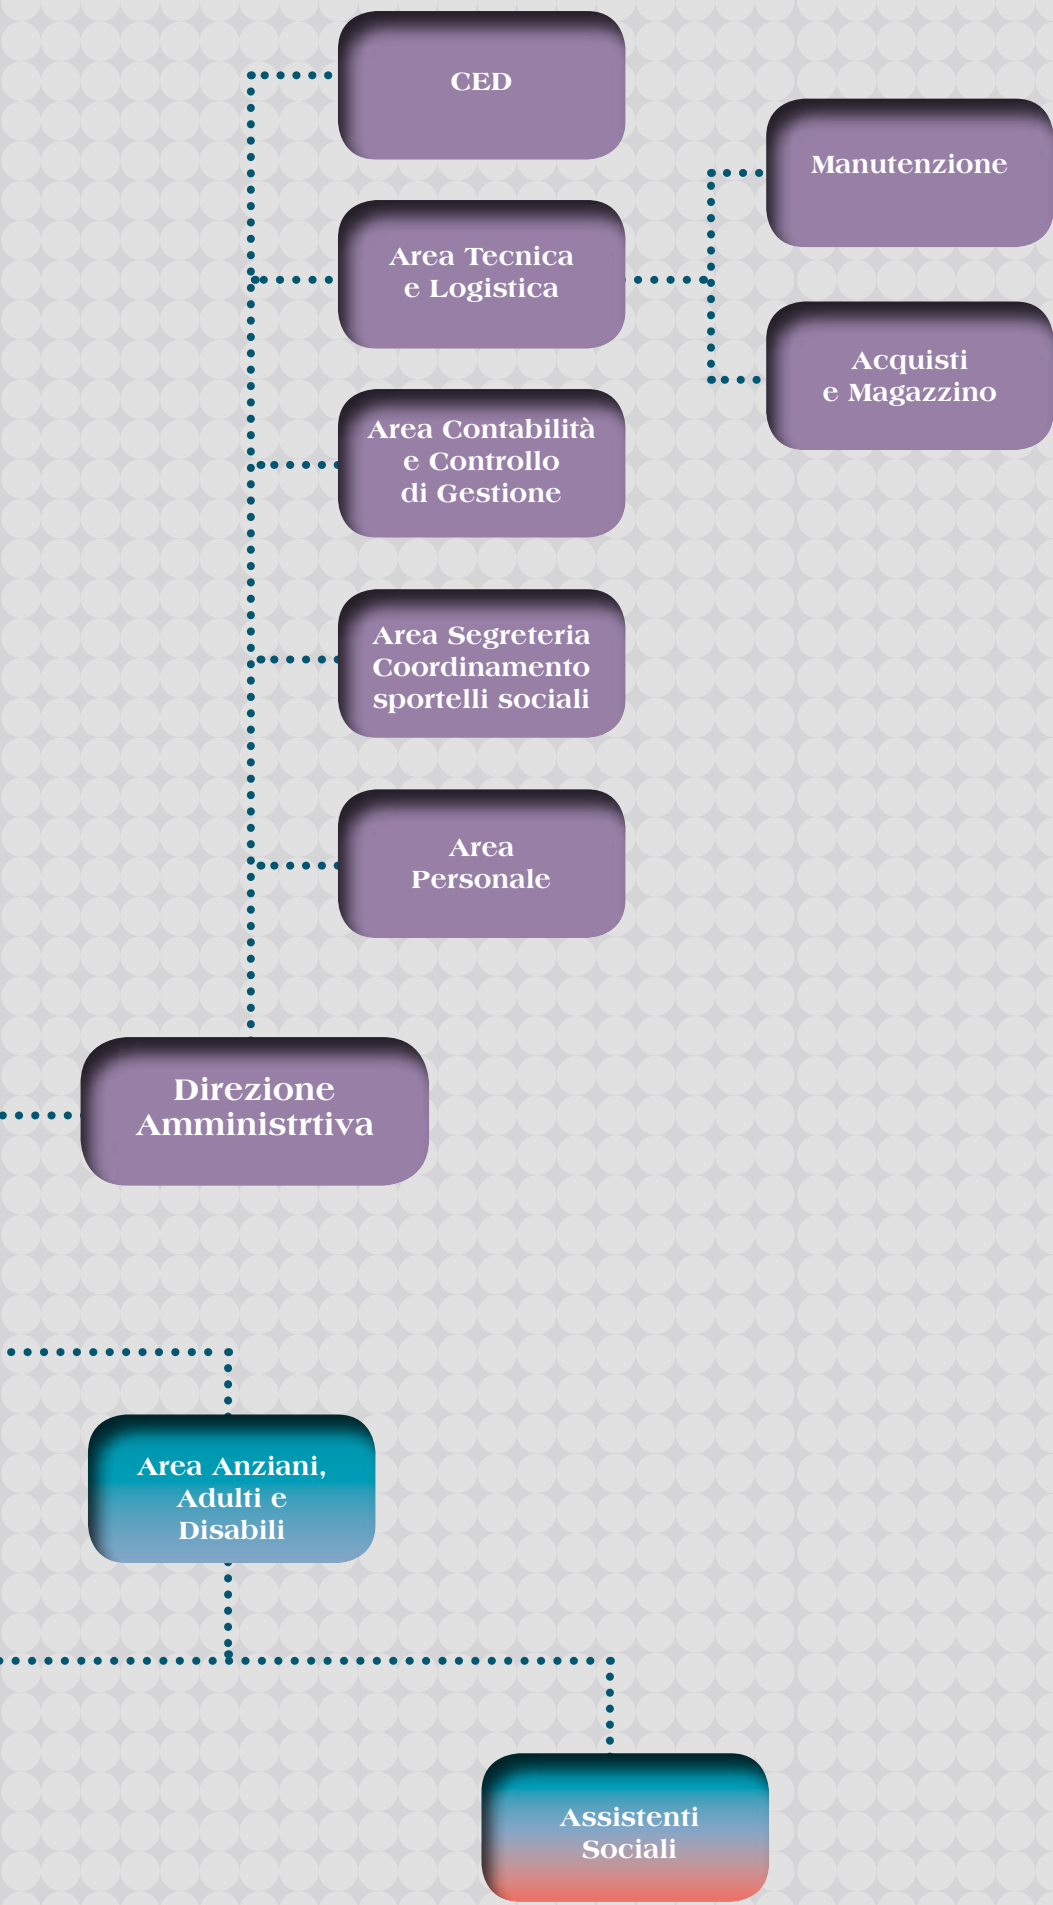 CED
Manutenzione
Area Tecnica
e Logistica
Acquisti
e Magazzino
Area Contabilità
e Controllo
di Gestione
Area Segreteria
Coordinamento
sportelli sociali
Area
Personale
Direzione
Amministrtiva
Area Anziani,
Adulti e
Disabili
Assistenti
Sociali